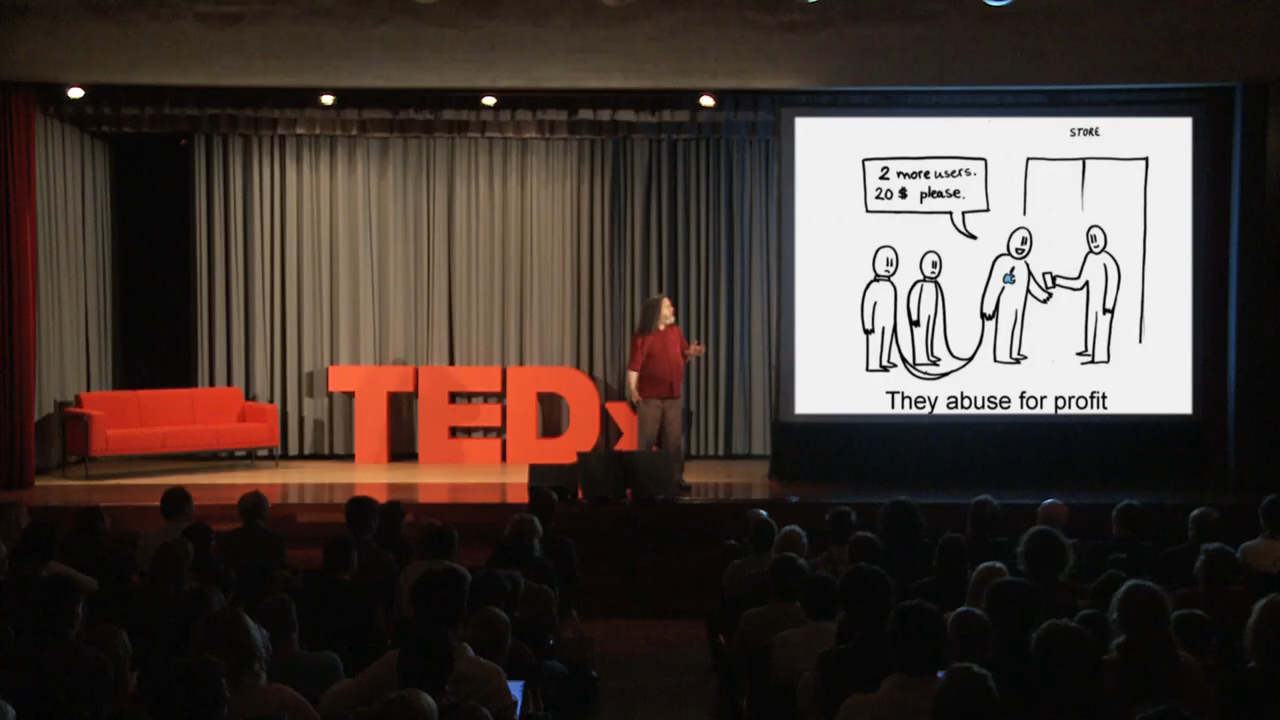 TEDx
STORE
2 more users.
20 $ please.
They abuse for profit